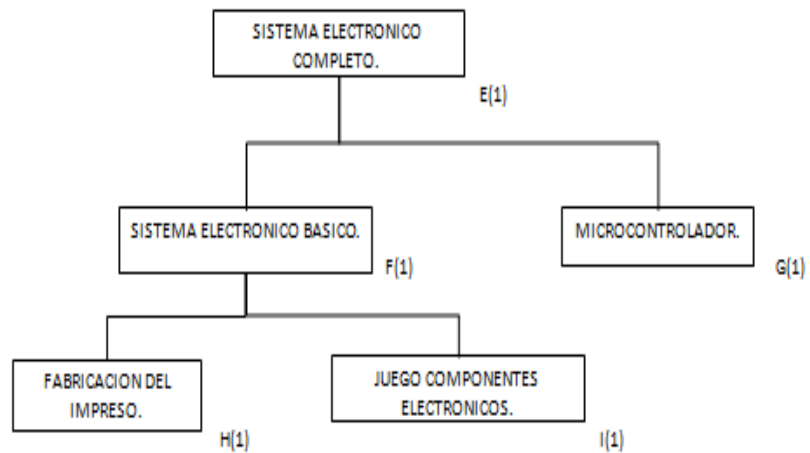 SISTEMA ELECTRONICO
COMPLETO.
E(1)
SISTEMA ELECTRONICO BASICO.
F(1)
MICROCONTROLADOR.
G(1)
FABRICACION DEL
IMPRESO.
H(1)
JUEGO COMPONENTES
ELECTRONICOS.
I(1)